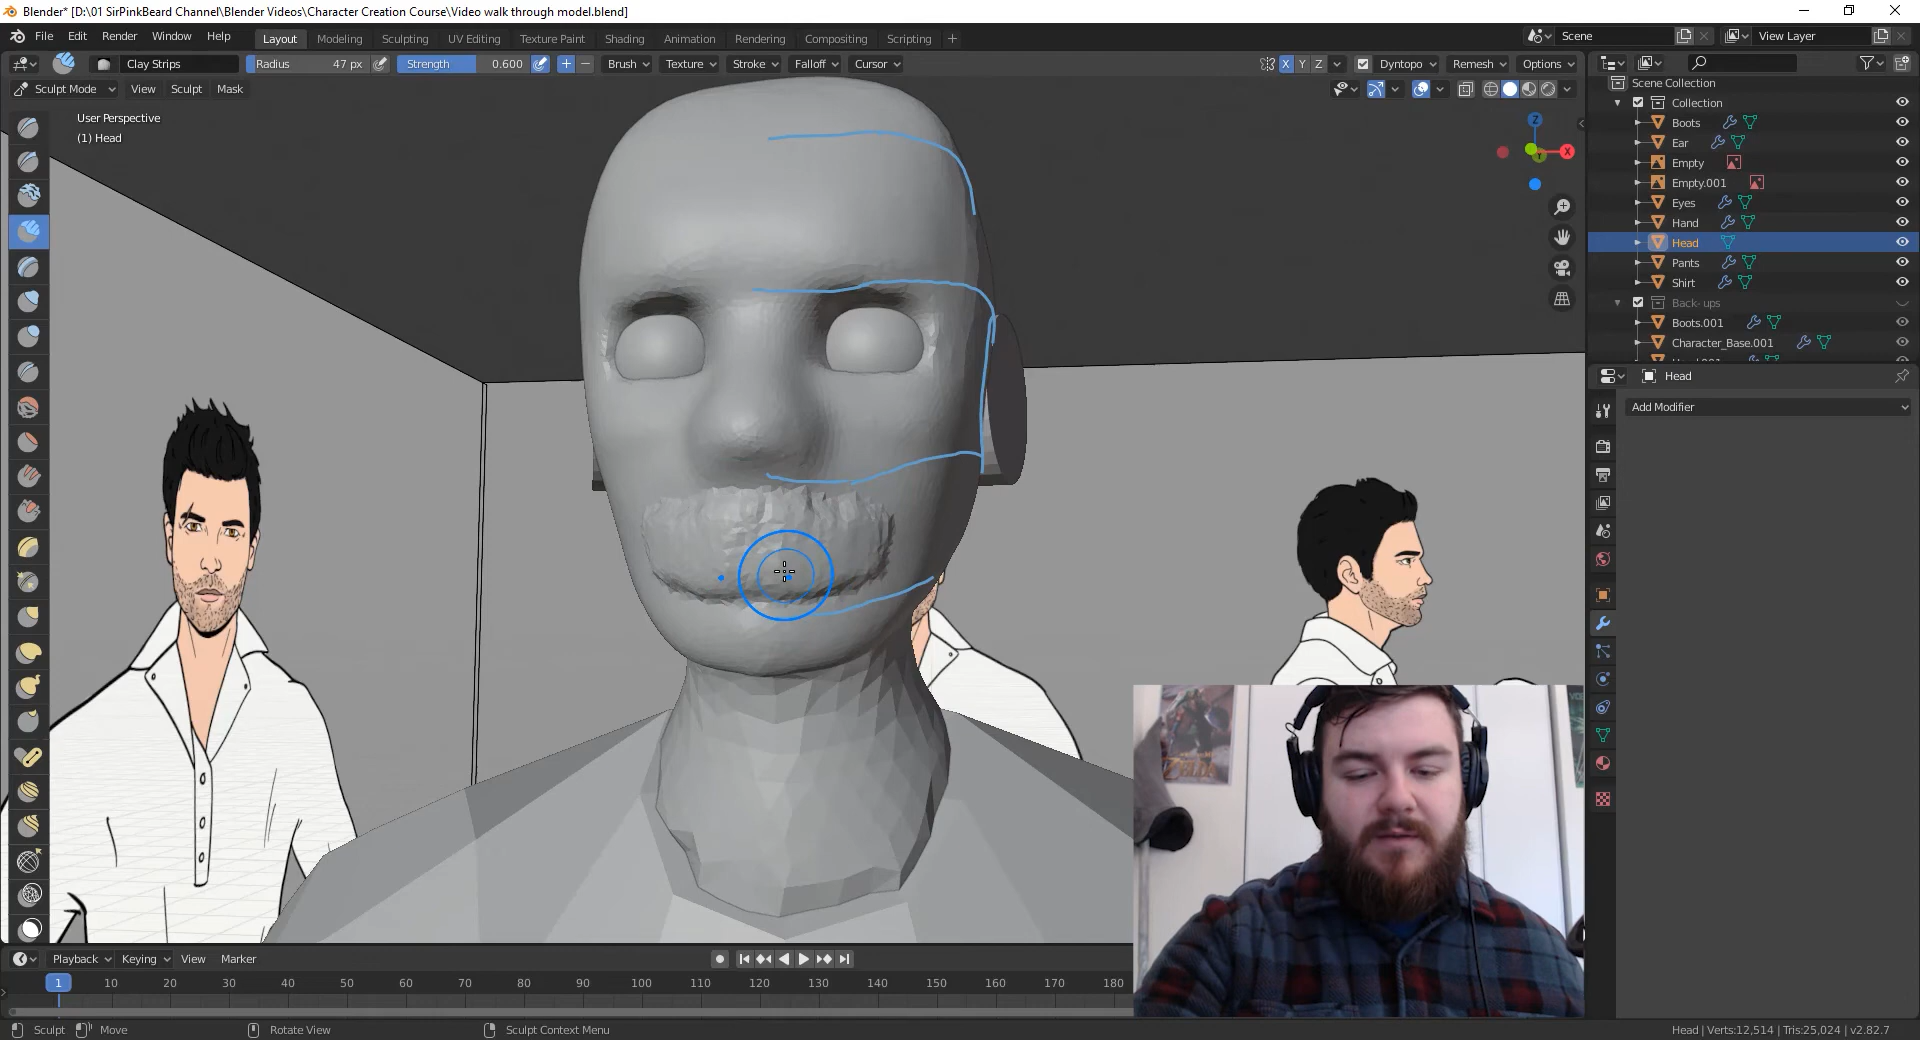 Blender* [D:\01 SirPinkBeard Channel\Blender Videos\Character Creation Course\Video walk through model.blend]
File Edit Render Window Help Layout Modeling Sculpting UV Editing Texture Paint Shading Animation Rendering Compositing Scripting + Scene View Layer
Clay Strips Radius 47 px Strength 0.600 Brush Texture Stroke Falloff Cursor X Y Z Dyntopo Remesh Options
Sculpt Mode View Sculpt Mask
User Perspective
(1) Head
Z
X
Y
Scene Collection
Collection
Boots
Ear
Empty
Empty.001
Eyes
Hand
Head
Pants
Shirt
Back-ups
Boots.001
Character_Base.001
Head
Add Modifier
ZELDA
Playback Keying View Marker
1 10 20 30 40 50 60 70 80 90 100 110 120 130 140 150 160 170 180
Sculpt Move Rotate View Sculpt Context Menu Head | Verts:12,514 | Tris:25,024 | v2.82.7